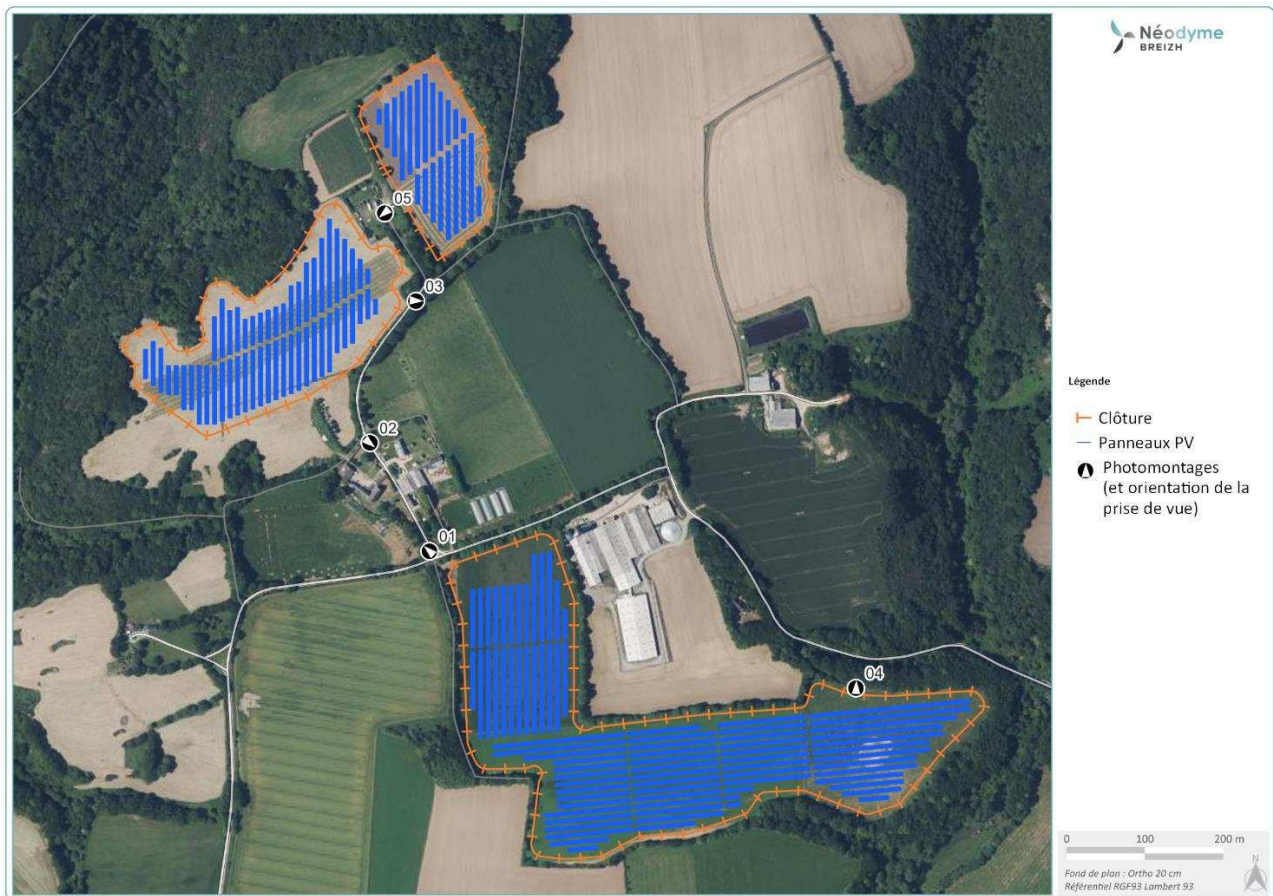 Néodyme
BREIZH
05
03
02
01
04
Légende
Clôture
Panneaux PV
Photomontages
(et orientation de la
prise de vue)
0 100 200 m
N
Fond de plan : Ortho 20 cm
Référentiel RGF93 Lambert 93